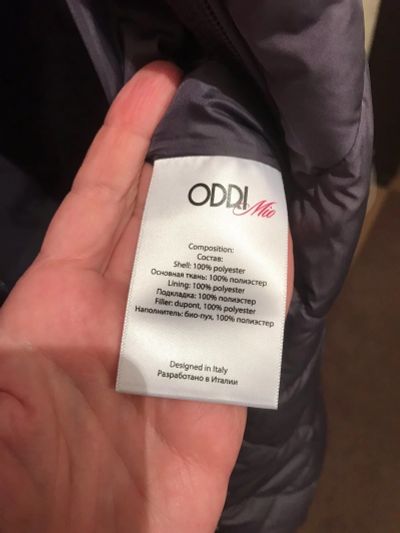 ODDI Mio
Composition:
Состав:
Shell: 100% polyester
Основная ткань: 100% полиэстер
Lining: 100% polyester
Подкладка: 100% полиэстер
Filler: dupont, 100% polyester
Наполнитель: био-пух, 100% полиэстер
Designed in Italy
Разработано в Италии